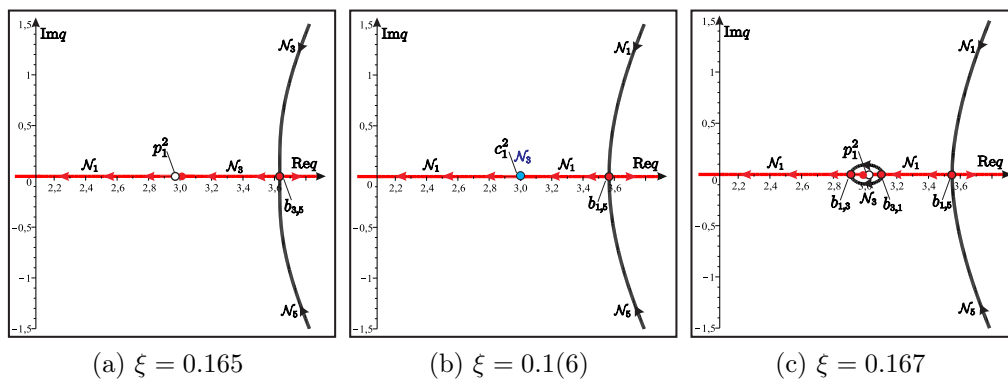 1,5
Imq
𝒩₃
1
0,5
p₁²
𝒩₁
𝒩₃
Req
0
2,2 2,4 2,6 2,8 3,0 3,2 3,4 3,6
b₃,₅
−0,5
−1
𝒩₅
−1,5
(a) ξ = 0.165
1,5
Imq
𝒩₁
1
0,5
c₁²
𝒩₃
𝒩₁
𝒩₁
Req
0
2,2 2,4 2,6 2,8 3,0 3,2 3,4 3,6
b₁,₅
−0,5
−1
𝒩₅
−1,5
(b) ξ = 0.1(6)
1,5
Imq
𝒩₁
1
0,5
p₁²
𝒩₁
𝒩₁
Req
0
2,2 2,4 2,6 2,8 3,0 3,2 3,4 3,6
b₁,₃
𝒩₃
b₃,₁
b₁,₅
−0,5
−1
𝒩₅
−1,5
(c) ξ = 0.167